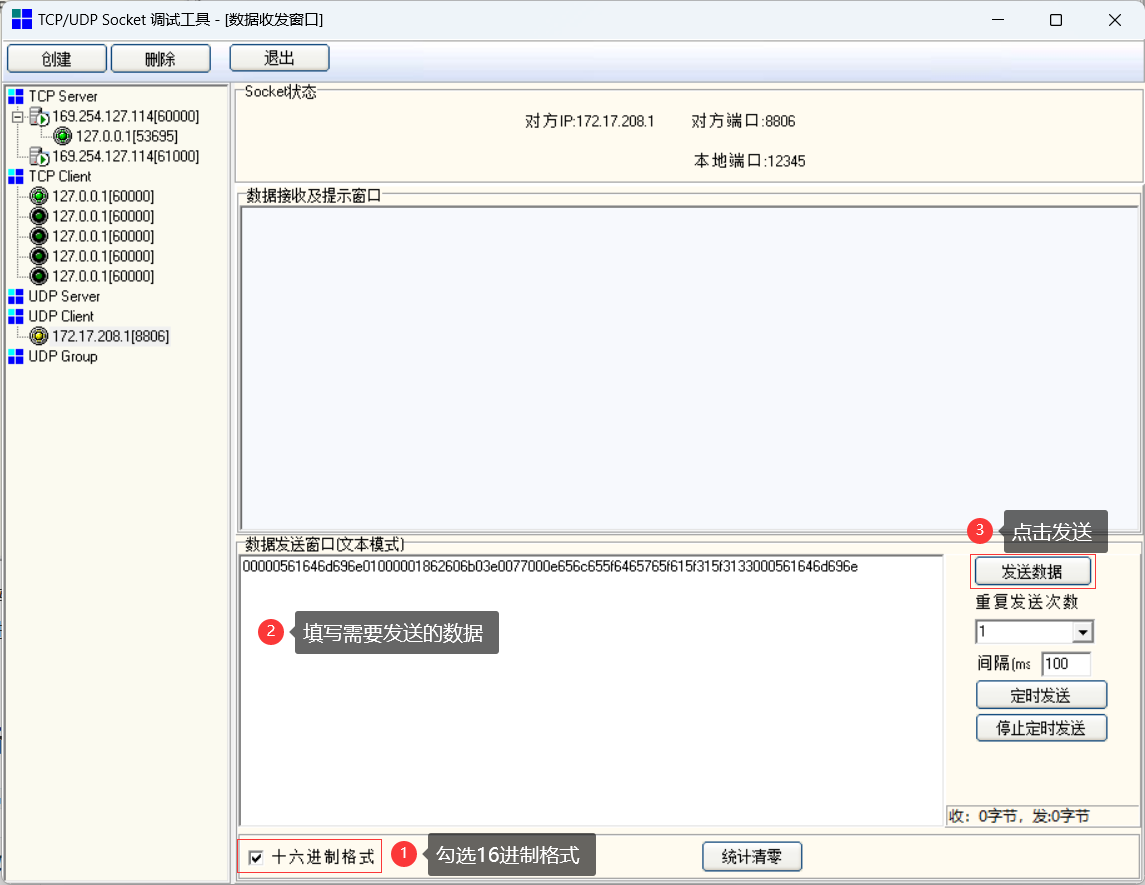 TCP/UDP Socket 调试工具 - [数据收发窗口]
创建 删除 退出
TCP Server
169.254.127.114[60000]
127.0.0.1[53695]
169.254.127.114[61000]
TCP Client
127.0.0.1[60000]
127.0.0.1[60000]
127.0.0.1[60000]
127.0.0.1[60000]
127.0.0.1[60000]
UDP Server
UDP Client
172.17.208.1[8806]
UDP Group
Socket状态
对方IP:172.17.208.1 对方端口:8806
本地端口:12345
数据接收及提示窗口
数据发送窗口(文本模式)
00000561646d696e01000001862606b03e0077000e656c655f6465765f615f315f3133000561646d696e
2 填写需要发送的数据
3 点击发送
发送数据
重复发送次数
1
间隔(ms 100
定时发送
停止定时发送
收：0字节，发:0字节
十六进制格式 1 勾选16进制格式 统计清零